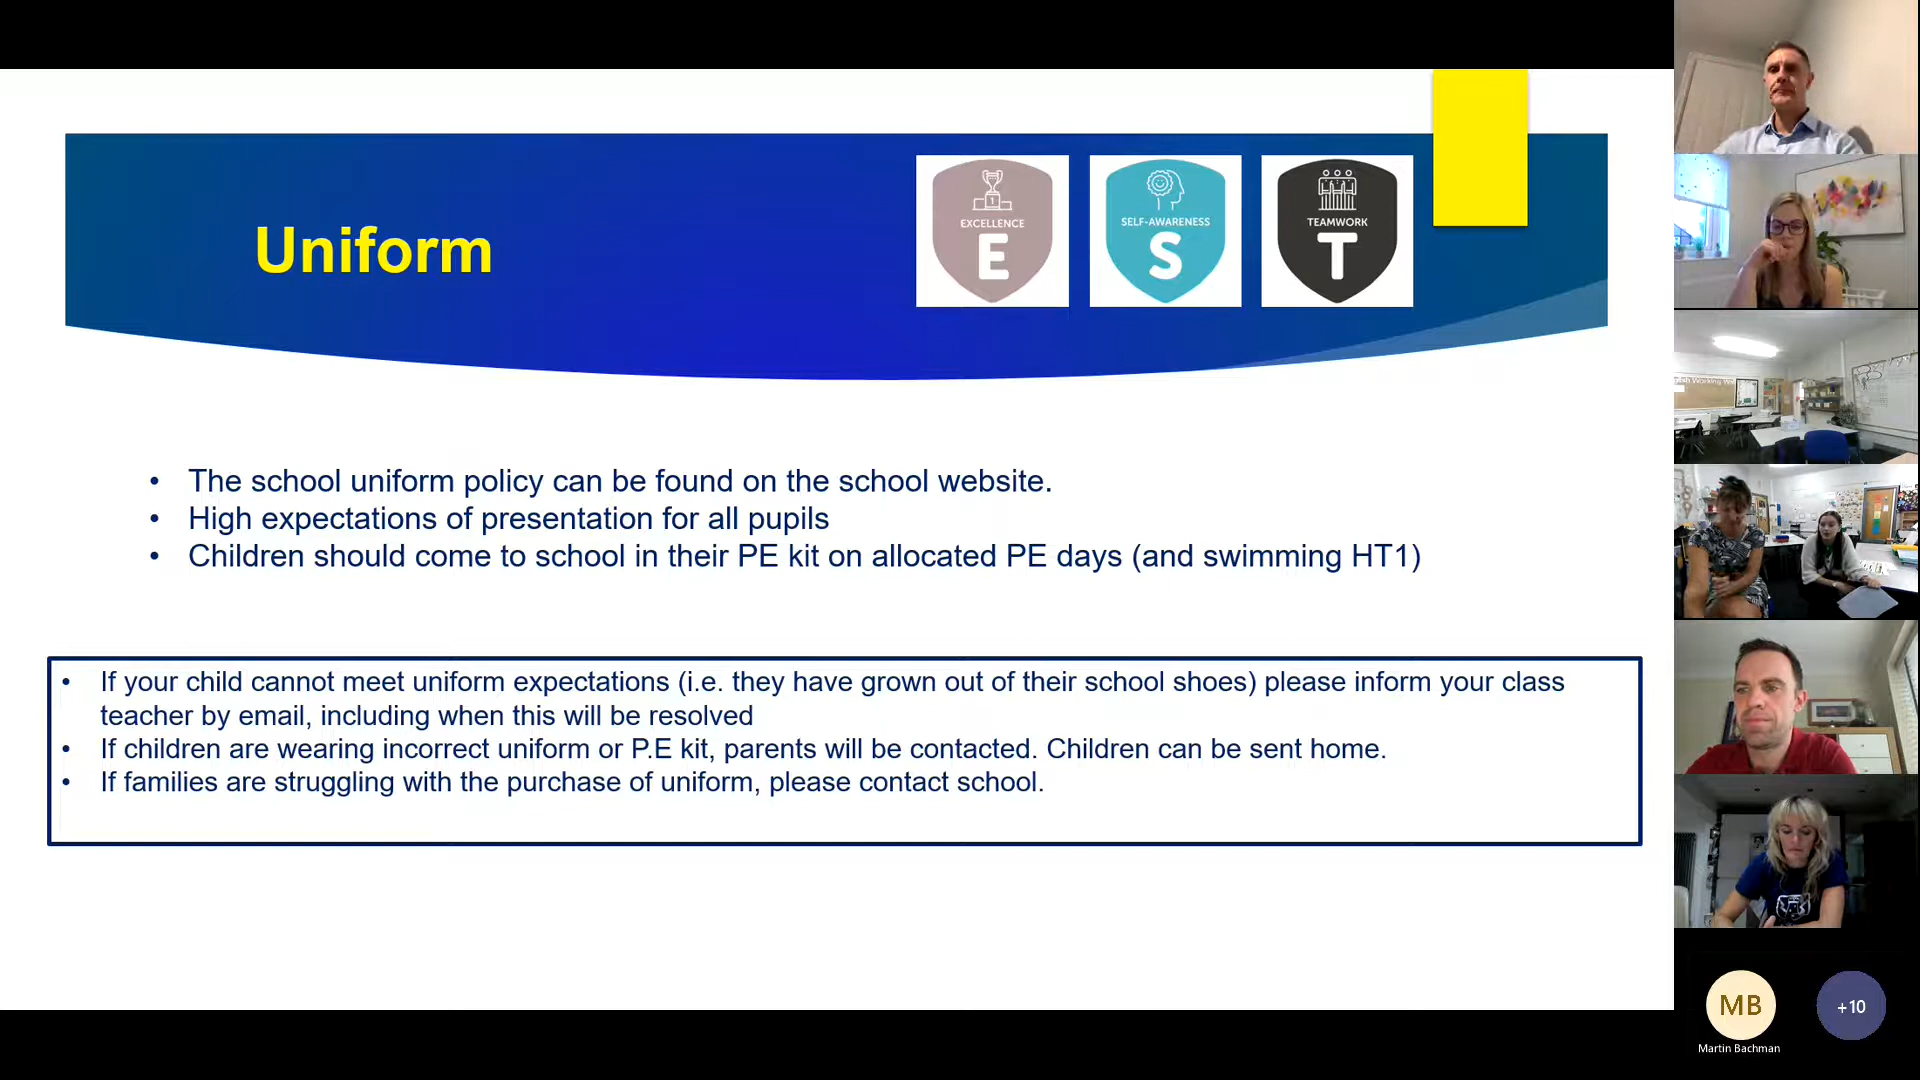 Uniform
EXCELLENCE
E
SELF-AWARENESS
S
TEAMWORK
T
• The school uniform policy can be found on the school website.
• High expectations of presentation for all pupils
• Children should come to school in their PE kit on allocated PE days (and swimming HT1)
• If your child cannot meet uniform expectations (i.e. they have grown out of their school shoes) please inform your class
teacher by email, including when this will be resolved
• If children are wearing incorrect uniform or P.E kit, parents will be contacted. Children can be sent home.
• If families are struggling with the purchase of uniform, please contact school.
MB
+10
Martin Bachman